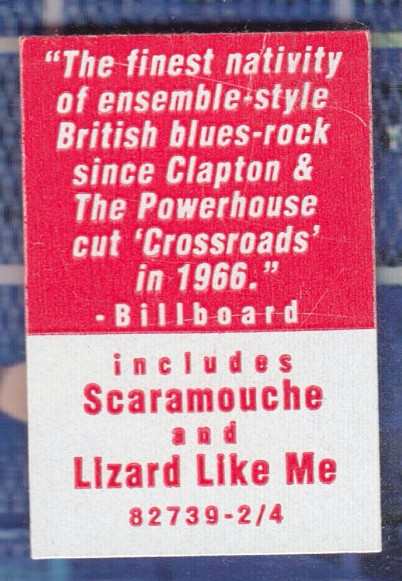 “The finest nativity
of ensemble-style
British blues-rock
since Clapton &
The Powerhouse
cut ‘Crossroads’
in 1966.”
- Billboard
includes
Scaramouche
and
Lizard Like Me
82739-2/4